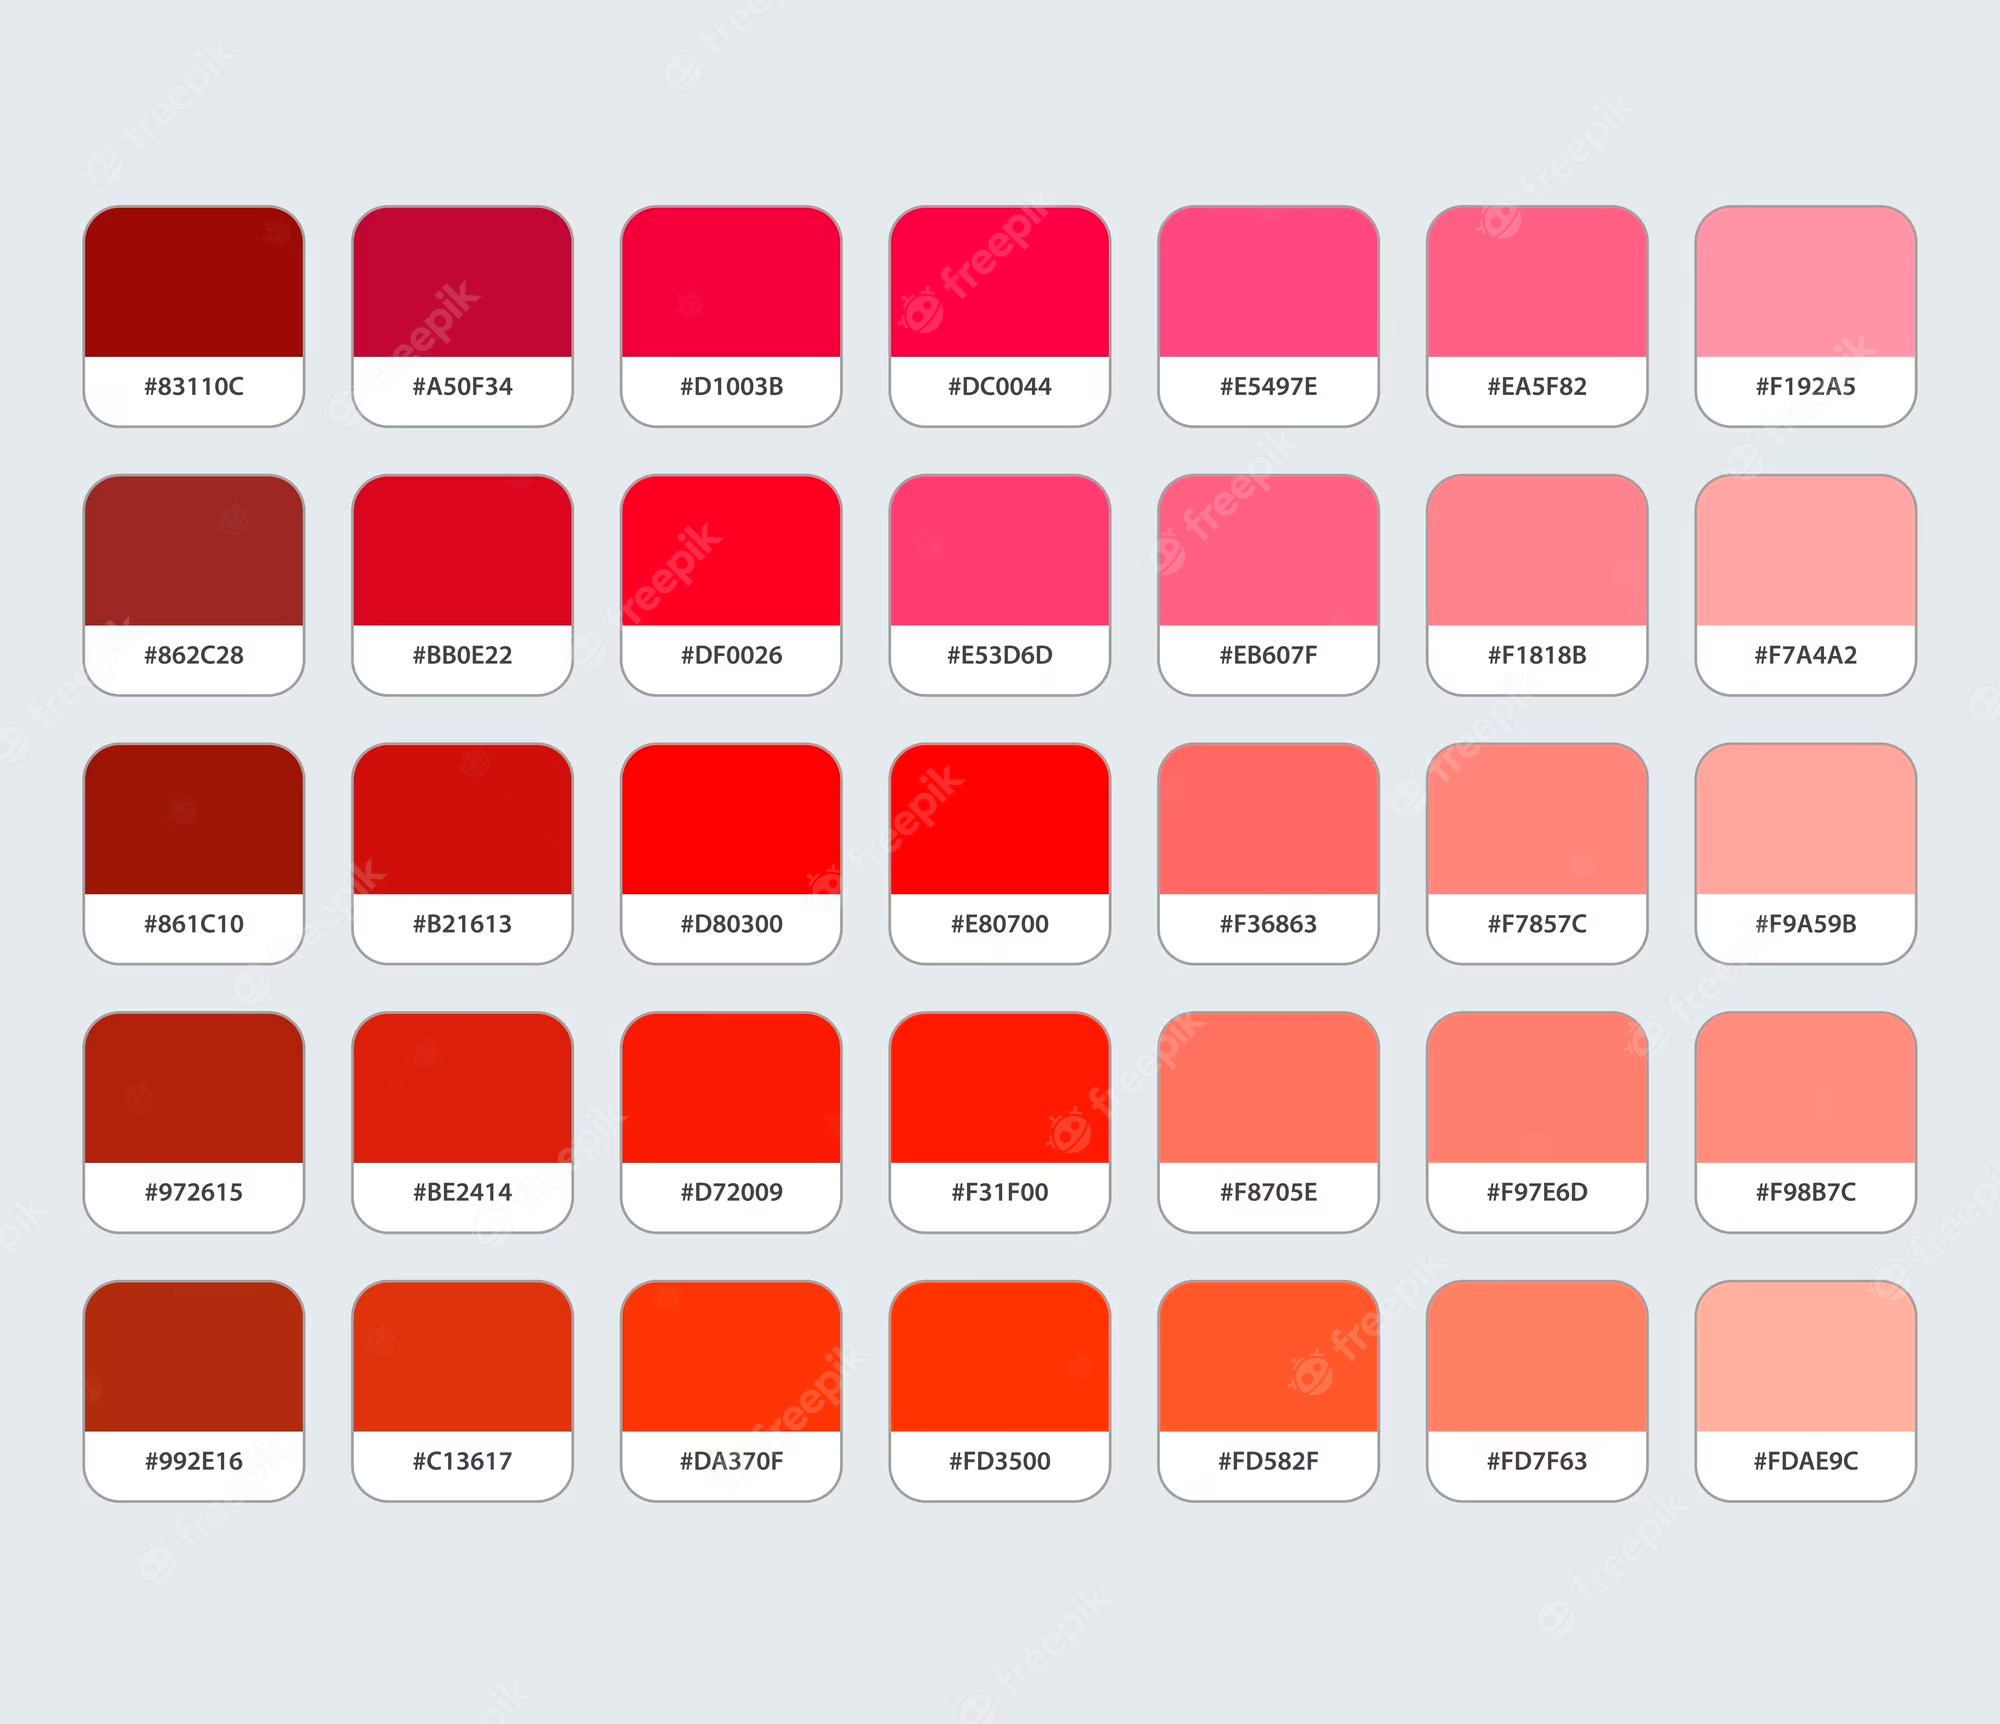 #83110C #A50F34 #D1003B #DC0044 #E5497E #EA5F82 #F192A5
#862C28 #BB0E22 #DF0026 #E53D6D #EB607F #F1818B #F7A4A2
#861C10 #B21613 #D80300 #E80700 #F36863 #F7857C #F9A59B
#972615 #BE2414 #D72009 #F31F00 #F8705E #F97E6D #F98B7C
#992E16 #C13617 #DA370F #FD3500 #FD582F #FD7F63 #FDAE9C
freepik